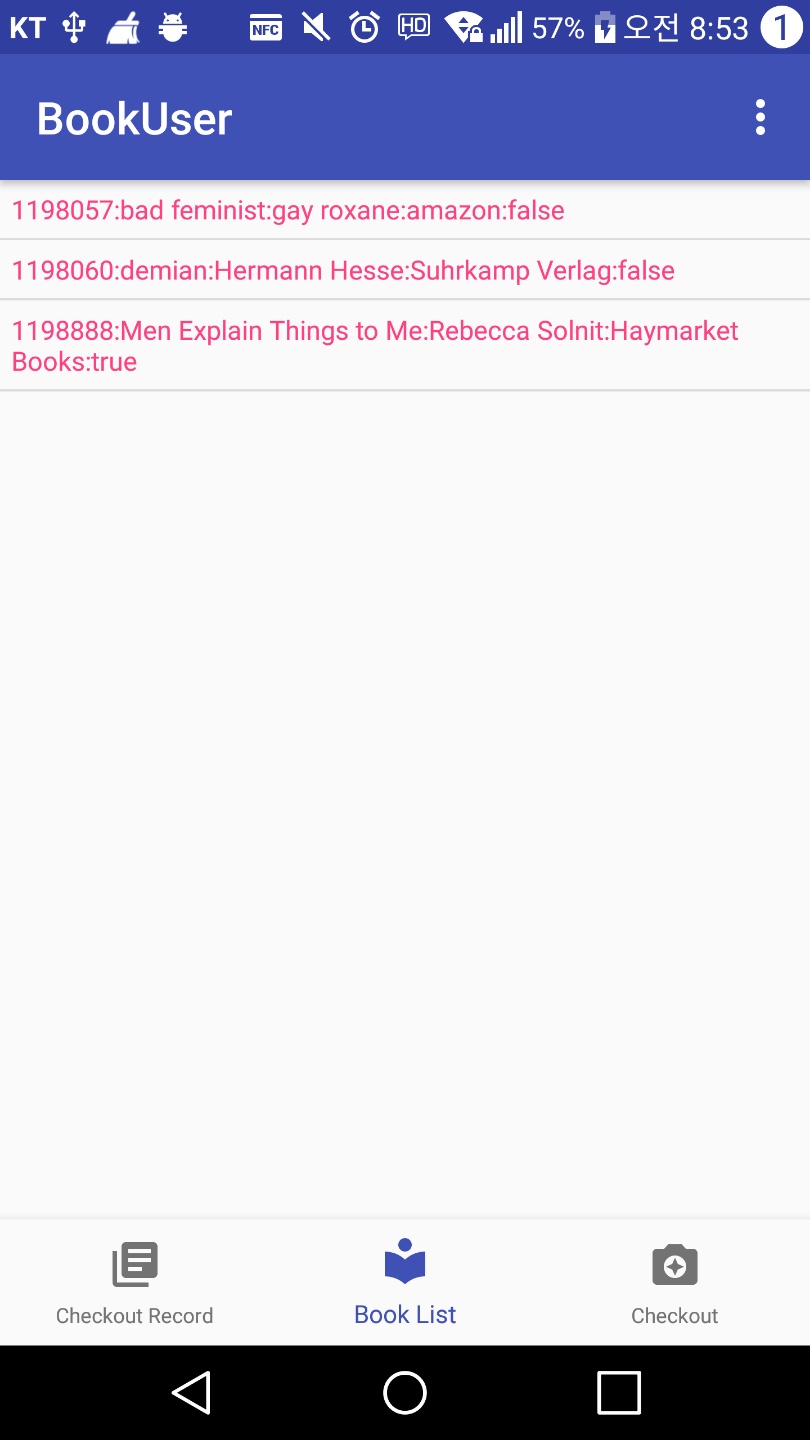 KT NFC HD 57% 오전 8:53 1
BookUser
1198057:bad feminist:gay roxane:amazon:false
1198060:demian:Hermann Hesse:Suhrkamp Verlag:false
1198888:Men Explain Things to Me:Rebecca Solnit:Haymarket
Books:true
Checkout Record
Book List
Checkout